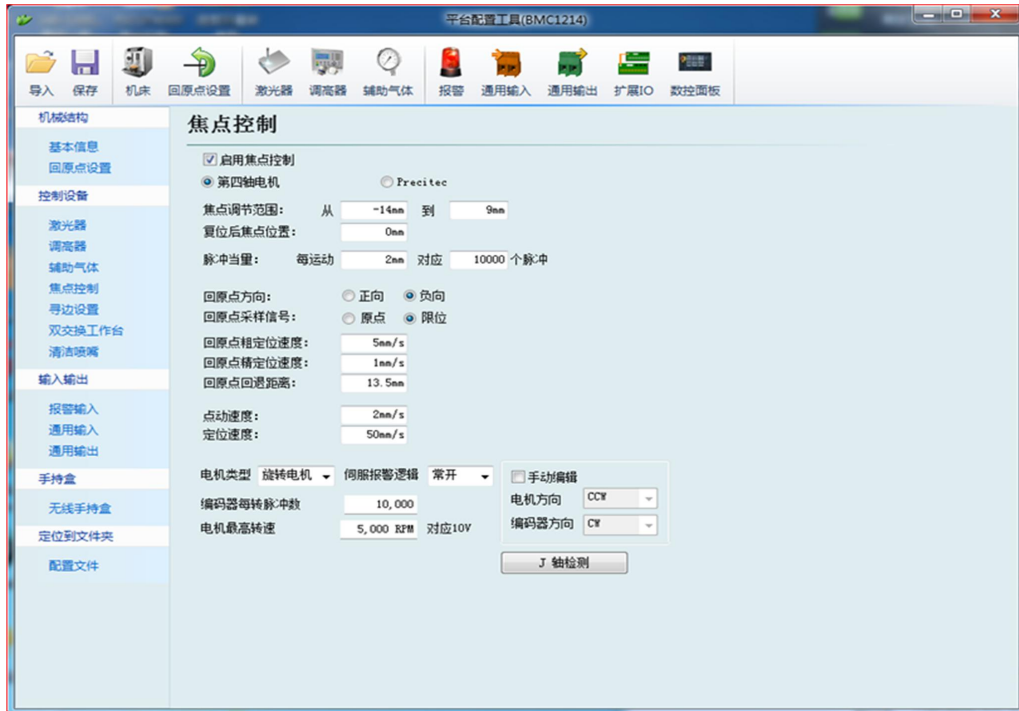 平台配置工具(BMC1214)
导入 保存 机床 回原点设置 激光器 调高器 辅助气体 报警 通用输入 通用输出 扩展IO 数控面板
机械结构
基本信息
回原点设置
控制设备
激光器
调高器
辅助气体
焦点控制
寻边设置
双交换工作台
清洁喷嘴
输入输出
报警输入
通用输入
通用输出
手持盒
无线手持盒
定位到文件夹
配置文件
焦点控制
启用焦点控制
第四轴电机 Precitec
焦点调节范围: 从 -14mm 到 9mm
复位后焦点位置: 0mm
脉冲当量: 每运动 2mm 对应 10000 个脉冲
回原点方向: 正向 负向
回原点采样信号: 原点 限位
回原点粗定位速度: 5mm/s
回原点精定位速度: 1mm/s
回原点回退距离: 13.5mm
点动速度: 2mm/s
定位速度: 50mm/s
电机类型 旋转电机 伺服报警逻辑 常开
编码器每转脉冲数 10,000
电机最高转速 5,000 RPM 对应10V
手动编辑
电机方向 CCW
编码器方向 CW
J 轴检测